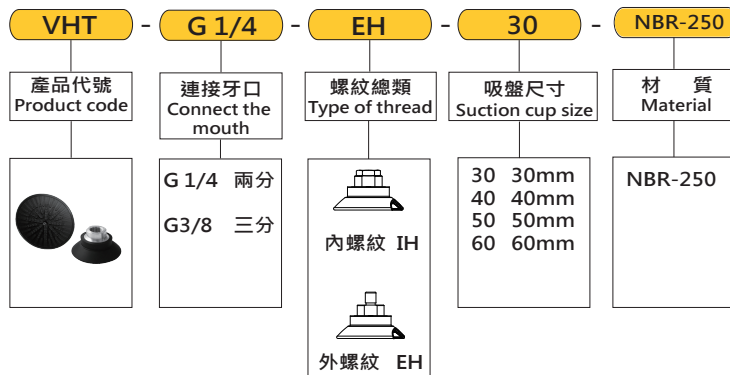 VHT - G 1/4 - EH - 30 - NBR-250
產品代號
Product code
連接牙口
Connect the
mouth
螺紋總類
Type of thread
吸盤尺寸
Suction cup size
材 質
Material
G 1/4 兩分
G3/8 三分
內螺紋 IH
外螺紋 EH
30 30mm
40 40mm
50 50mm
60 60mm
NBR-250